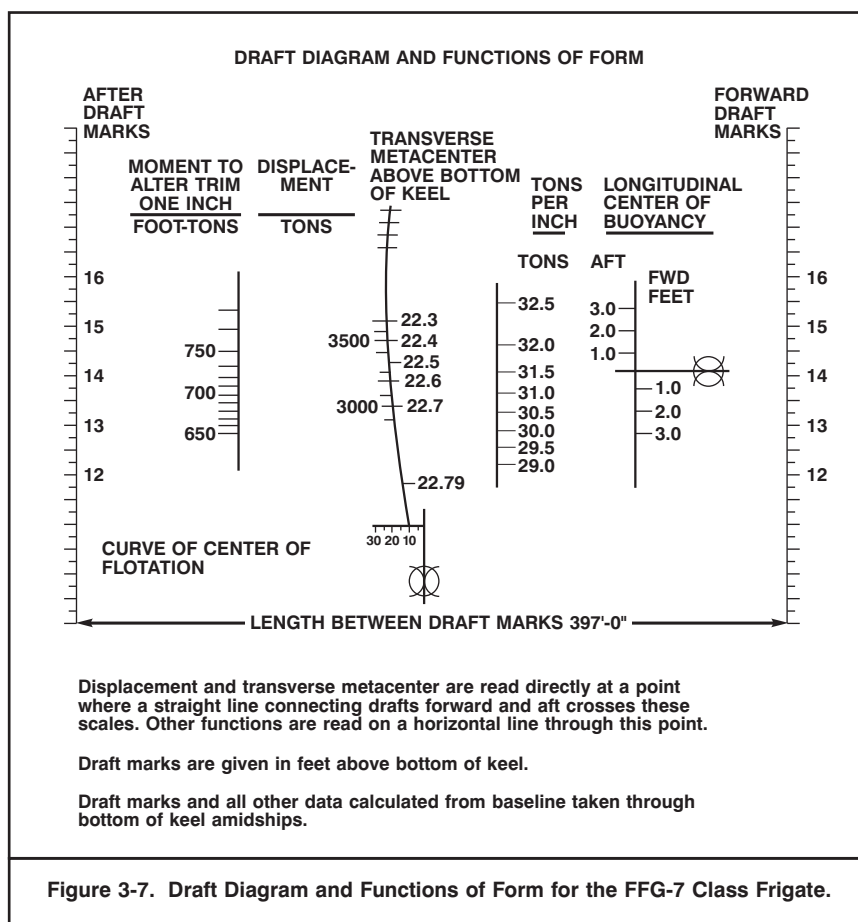 DRAFT DIAGRAM AND FUNCTIONS OF FORM
AFTER
DRAFT
MARKS
FORWARD
DRAFT
MARKS
MOMENT TO
ALTER TRIM
ONE INCH
FOOT-TONS
DISPLACE-
MENT
TONS
TRANSVERSE
METACENTER
ABOVE BOTTOM
OF KEEL
TONS
PER
INCH
TONS
LONGITUDINAL
CENTER OF
BUOYANCY
AFT
FWD
FEET
16
15
14
13
12
750
700
650
3500
3000
22.3
22.4
22.5
22.6
22.7
22.79
30 20 10
32.5
32.0
31.5
31.0
30.5
30.0
29.5
29.0
3.0
2.0
1.0
1.0
2.0
3.0
16
15
14
13
12
CURVE OF CENTER OF
FLOTATION
LENGTH BETWEEN DRAFT MARKS 397'-0"
Displacement and transverse metacenter are read directly at a point
where a straight line connecting drafts forward and aft crosses these
scales. Other functions are read on a horizontal line through this point.
Draft marks are given in feet above bottom of keel.
Draft marks and all other data calculated from baseline taken through
bottom of keel amidships.
Figure 3-7. Draft Diagram and Functions of Form for the FFG-7 Class Frigate.